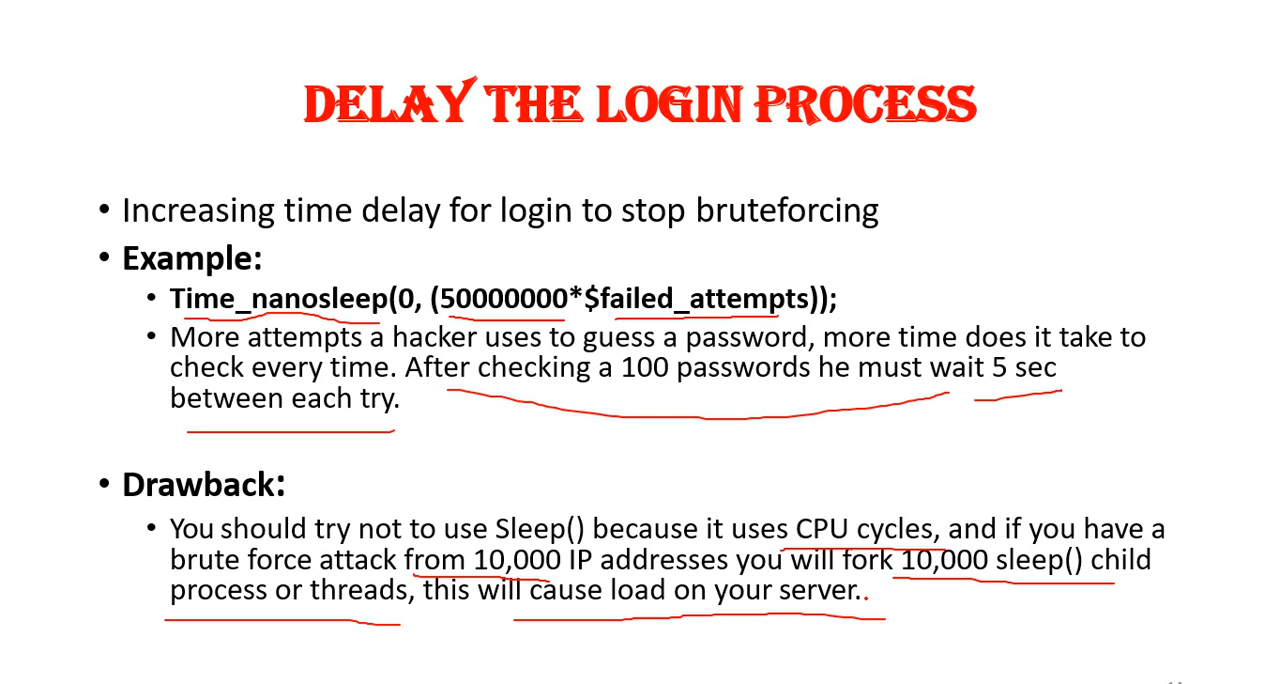 DELAY THE LOGIN PROCESS
• Increasing time delay for login to stop bruteforcing
• Example:
• Time_nanosleep(0, (50000000*$failed_attempts));
• More attempts a hacker uses to guess a password, more time does it take to
check every time. After checking a 100 passwords he must wait 5 sec
between each try.
• Drawback:
• You should try not to use Sleep() because it uses CPU cycles, and if you have a
brute force attack from 10,000 IP addresses you will fork 10,000 sleep() child
process or threads, this will cause load on your server..